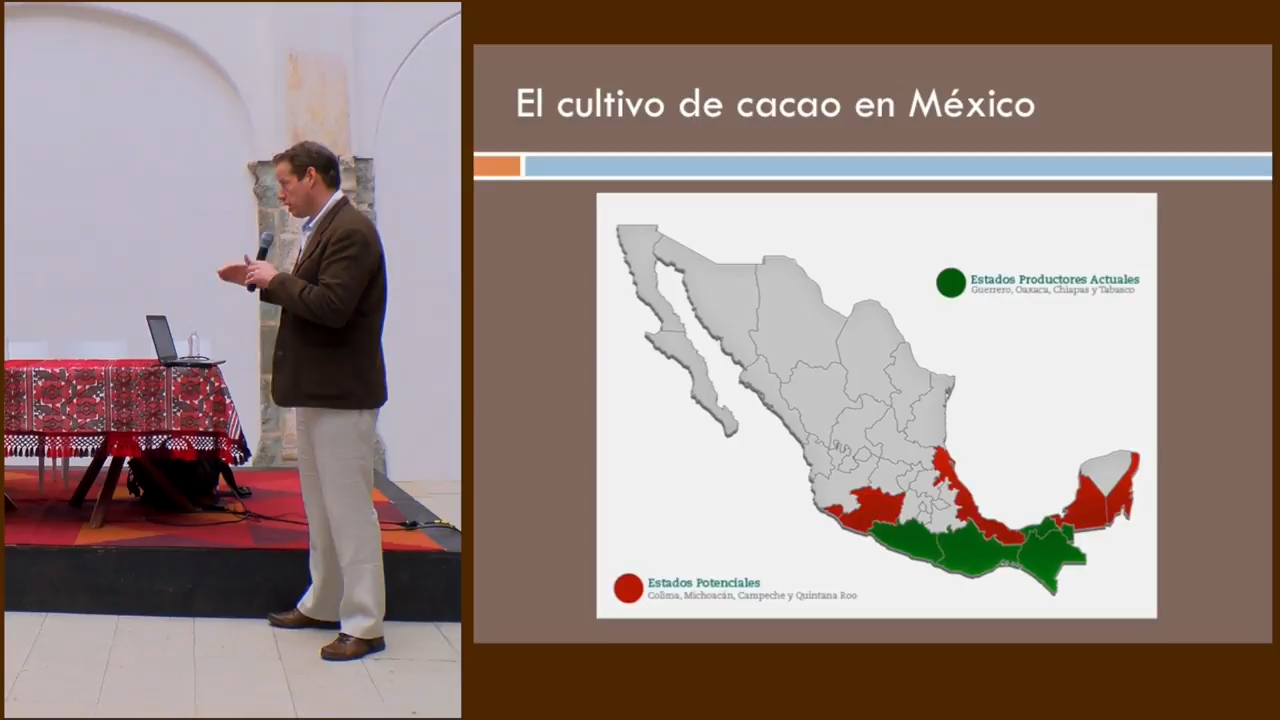 El cultivo de cacao en México
Estados Productores Actuales
Guerrero, Oaxaca, Chiapas y Tabasco
Estados Potenciales
Colima, Michoacán, Campeche y Quintana Roo